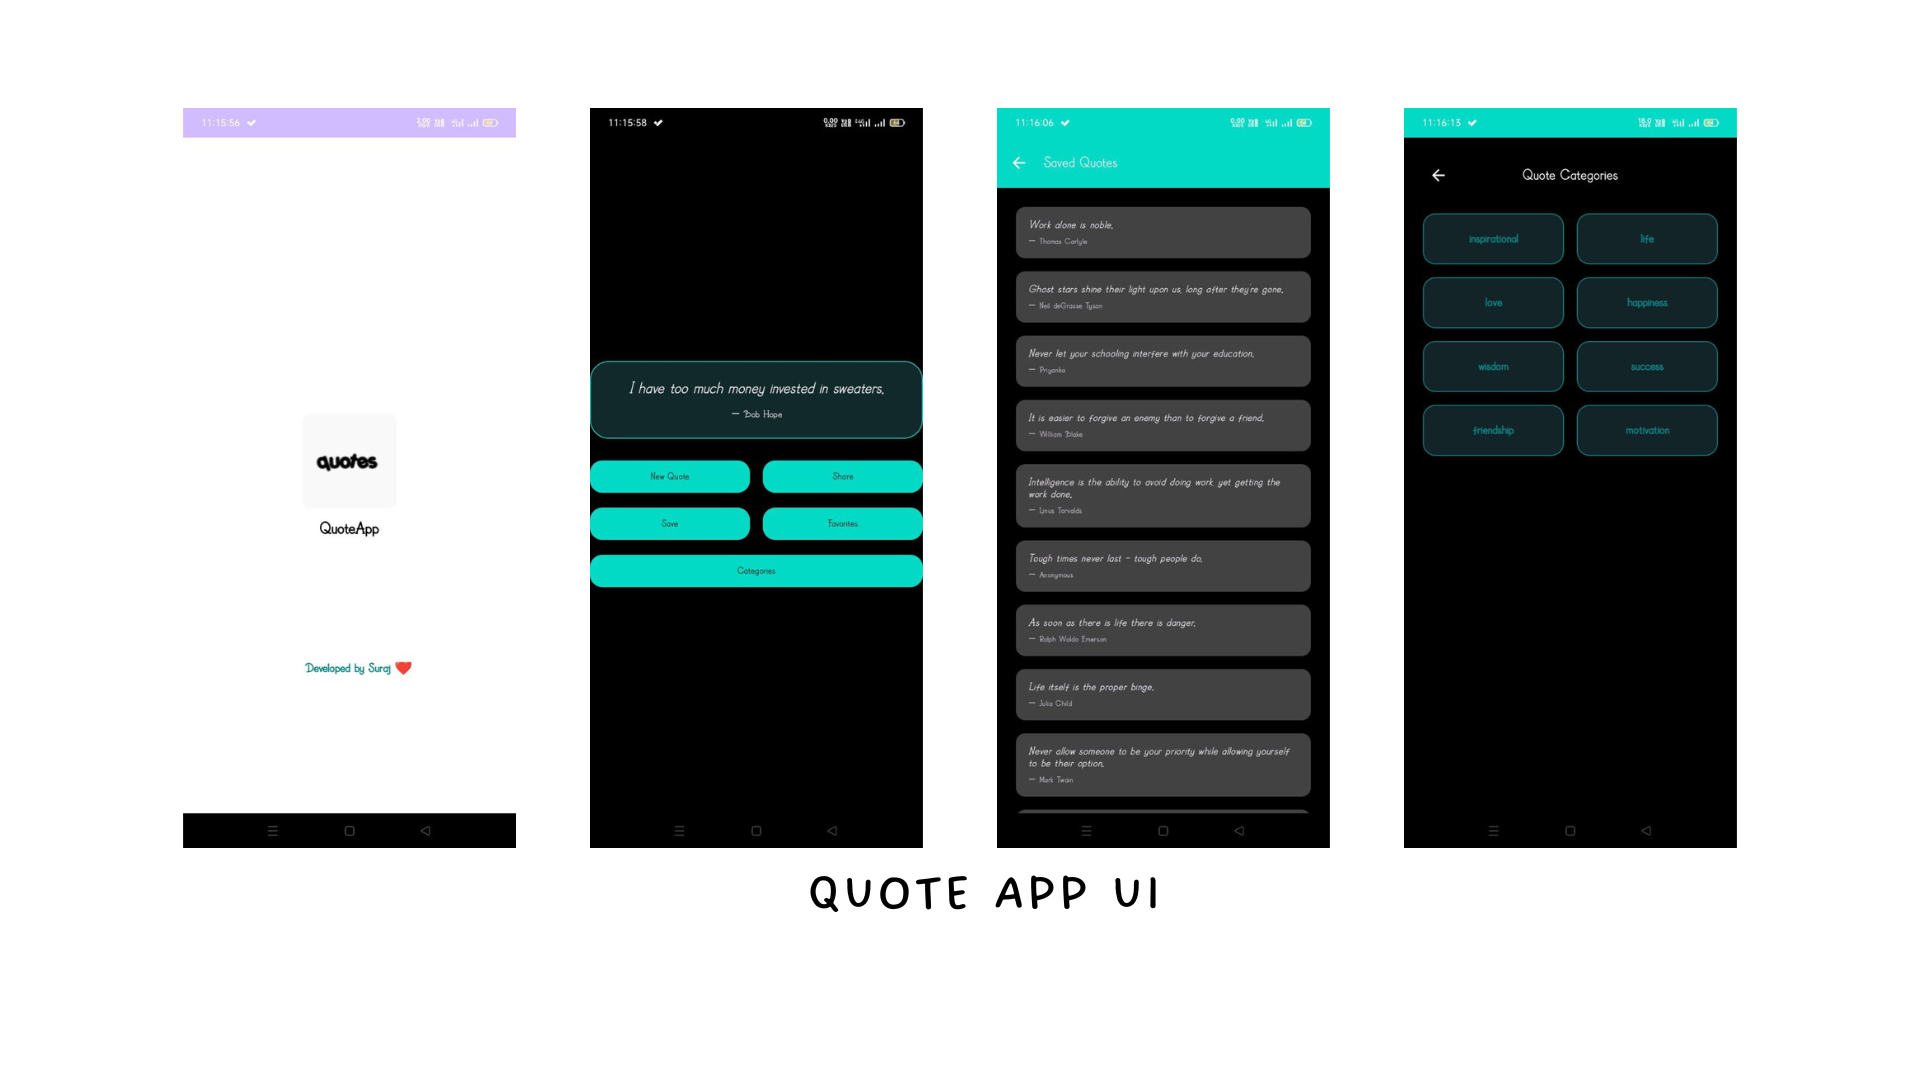 11:15:56
quotes
QuoteApp
Developed by Suraj ❤️
11:15:58
I have too much money invested in sweaters.
— Bob Hope
New Quote
Share
Save
Favorites
Categories
11:16:06
Saved Quotes
Work alone is noble.
— Thomas Carlyle
Ghost stars shine their light upon us, long after they're gone.
— Neil deGrasse Tyson
Never let your schooling interfere with your education.
— Priyanka
It is easier to forgive an enemy than to forgive a friend.
— William Blake
Intelligence is the ability to avoid doing work, yet getting the
work done.
— Linus Torvalds
Tough times never last - tough people do.
— Anonymous
As soon as there is life there is danger.
— Ralph Waldo Emerson
Life itself is the proper binge.
— Julia Child
Never allow someone to be your priority while allowing yourself
to be their option.
— Mark Twain
11:16:13
Quote Categories
inspirational
life
love
happiness
wisdom
success
friendship
motivation
QUOTE APP UI